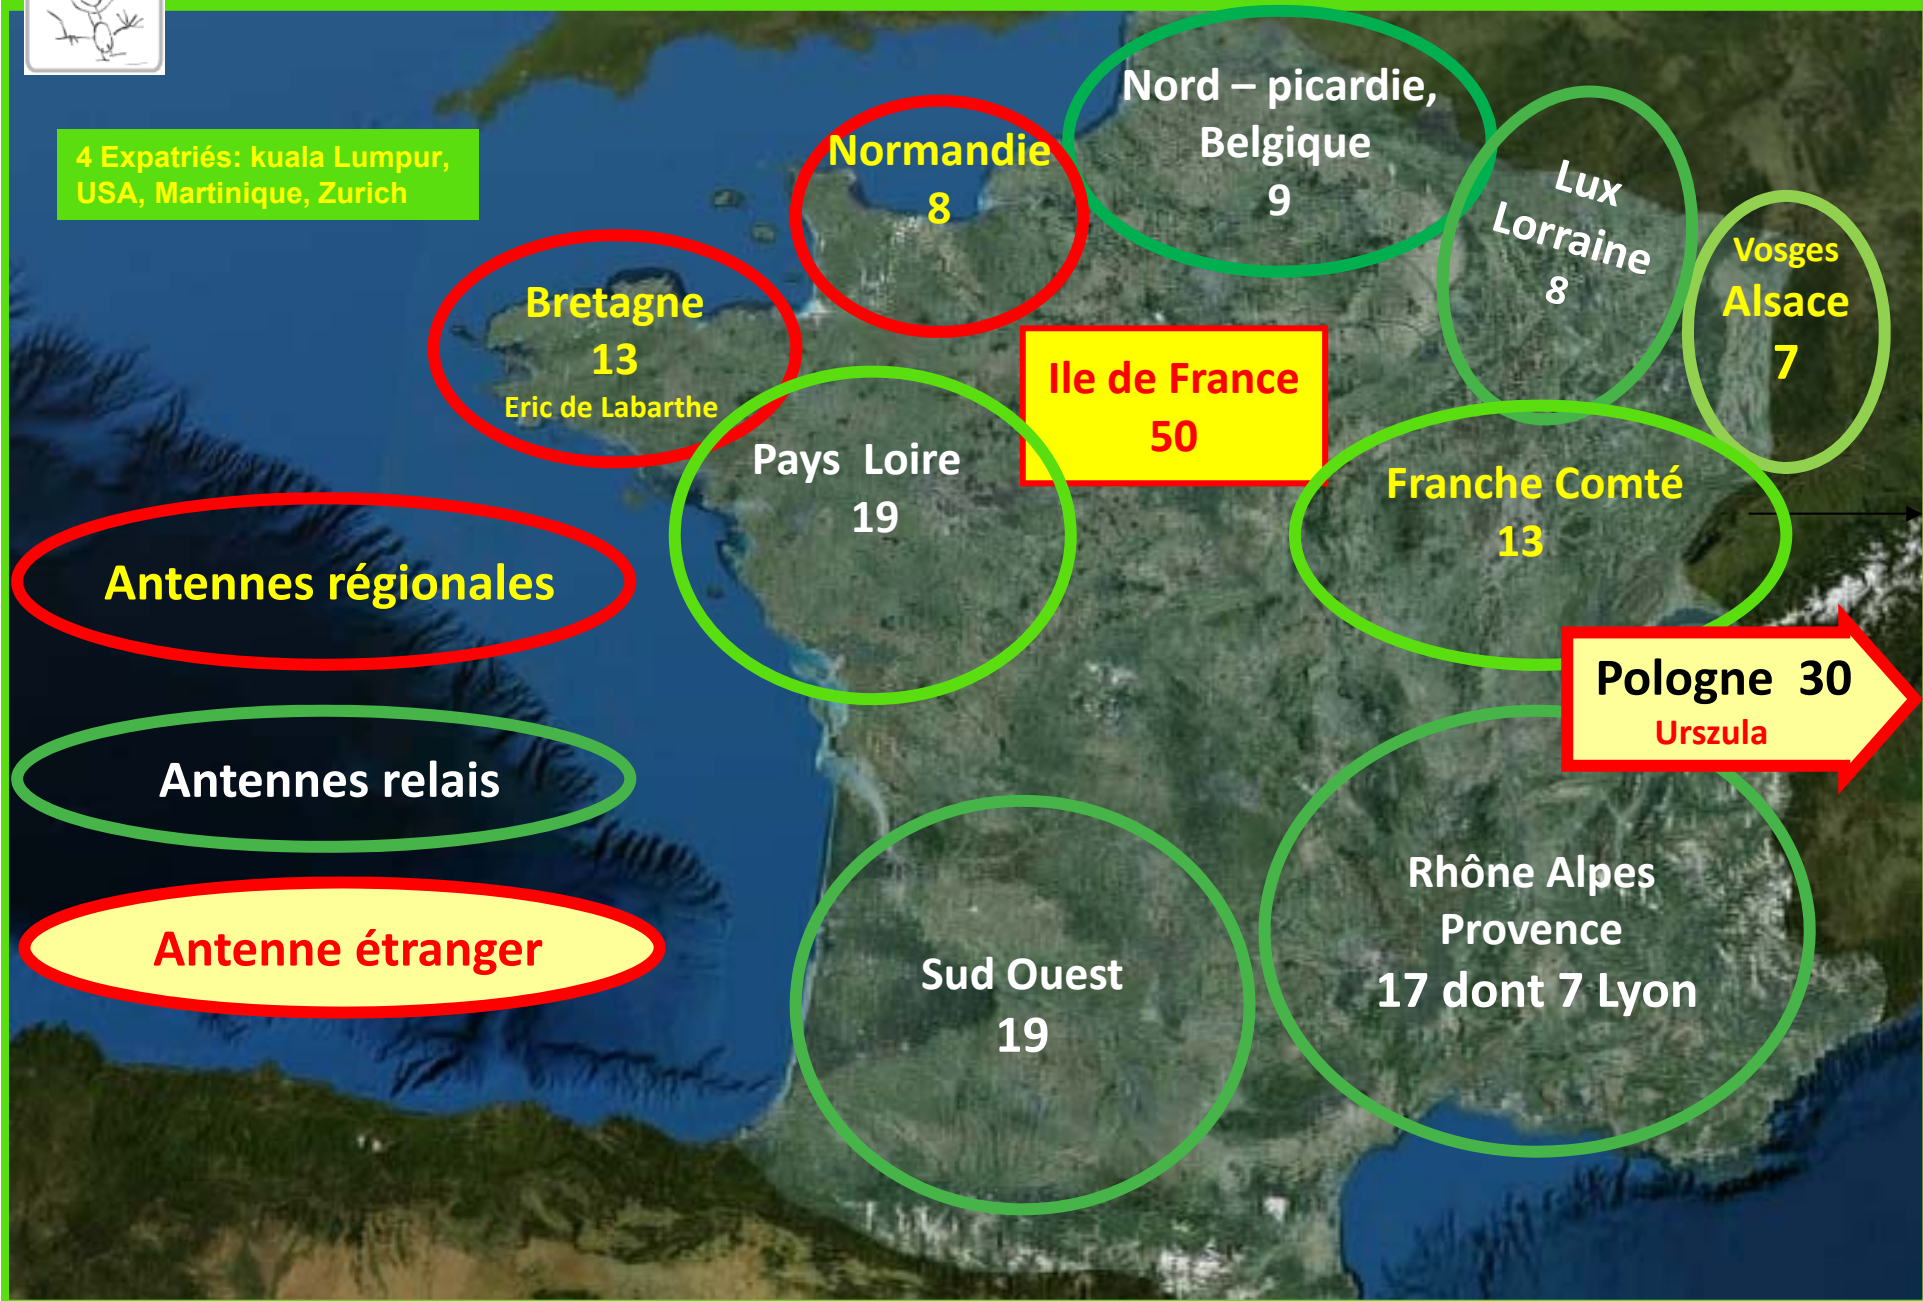 4 Expatriés: kuala Lumpur,
USA, Martinique, Zurich
Nord – picardie,
Belgique
9
Normandie
8
Lux
Lorraine
8
Vosges
Alsace
7
Bretagne
13
Eric de Labarthe
Ile de France
50
Pays Loire
19
Franche Comté
13
Antennes régionales
Pologne 30
Urszula
Antennes relais
Rhône Alpes
Provence
17 dont 7 Lyon
Antenne étranger
Sud Ouest
19